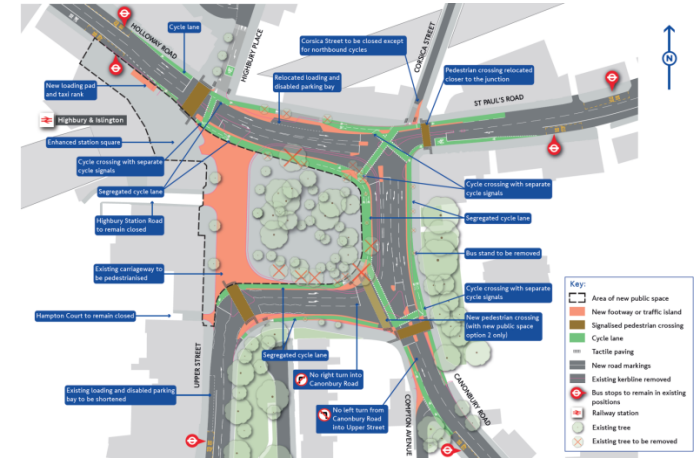 Cycle lane
HOLLOWAY ROAD
HIGHBURY PLACE
Corsica Street to be closed except
for northbound cycles
CORSICA STREET
Relocated loading and
disabled parking bay
Pedestrian crossing relocated
closer to the junction
N
New loading pad
and taxi rank
ST PAUL'S ROAD
Highbury & Islington
Enhanced station square
Cycle crossing with separate
cycle signals
Segregated cycle lane
Cycle crossing with separate
cycle signals
Segregated cycle lane
Highbury Station Road
to remain closed
Bus stand to be removed
Existing carriageway to
be pedestrianised
Cycle crossing with separate
cycle signals
Hampton Court to remain closed
New pedestrian crossing
(with new public space
option 2 only)
Segregated cycle lane
UPPER STREET
No right turn into
Canonbury Road
Existing loading and disabled parking
bay to be shortened
No left turn from
Canonbury Road
Into Upper Street
COMPTON AVENUE
CANONBURY ROAD
Key:
Area of new public space
New footway or traffic island
Signalised pedestrian crossing
Cycle lane
Tactile paving
New road markings
Existing kerbline removed
Bus stops to remain in existing
positions
Railway station
Existing tree
Existing tree to be removed